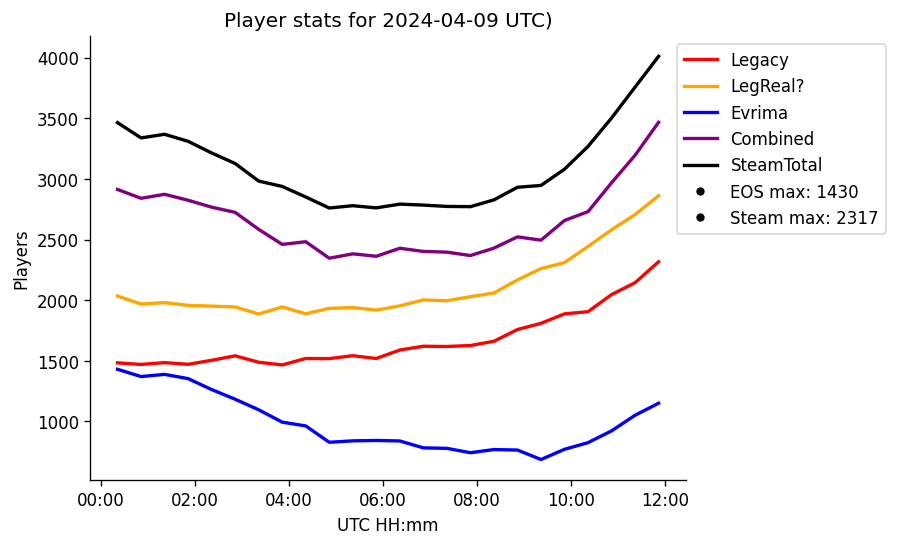 Player stats for 2024-04-09 UTC)
4000
3500
3000
2500
2000
1500
1000
Players
00:00 02:00 04:00 06:00 08:00 10:00 12:00
UTC HH:mm
Legacy
LegReal?
Evrima
Combined
SteamTotal
EOS max: 1430
Steam max: 2317